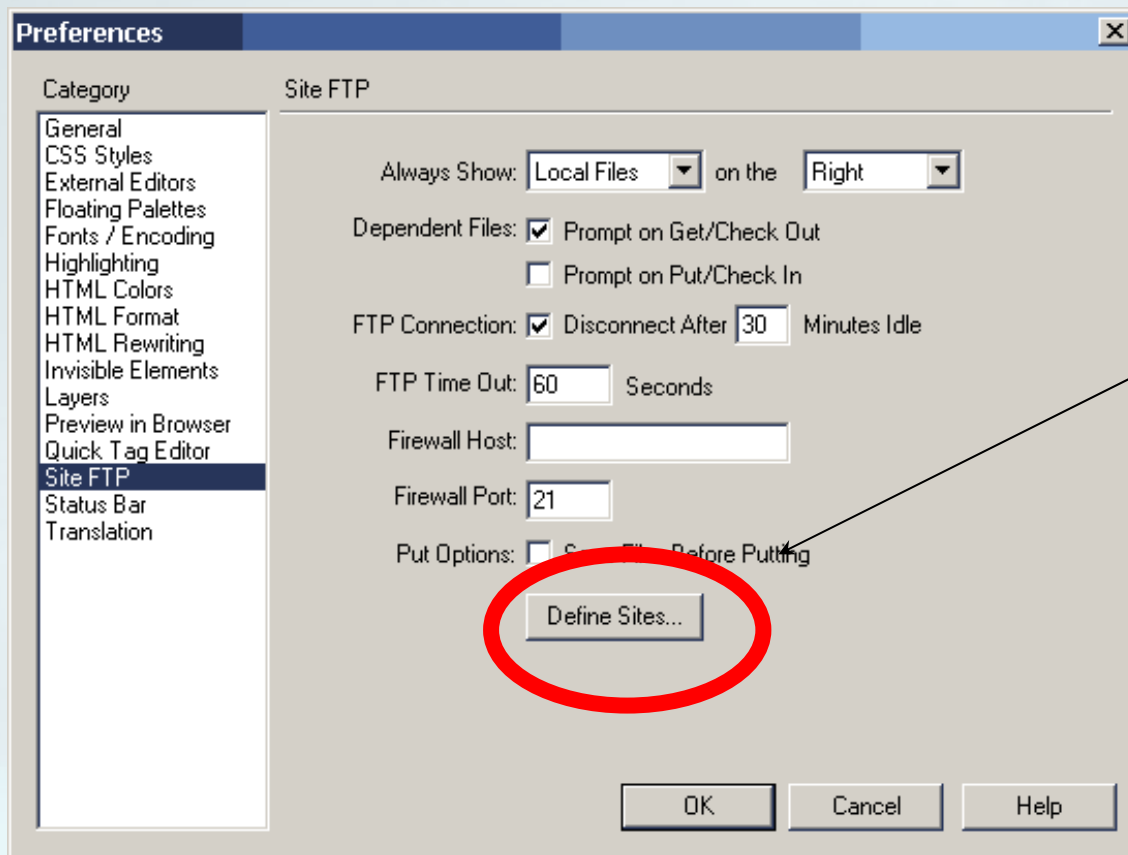 Preferences
Category
General
CSS Styles
External Editors
Floating Palettes
Fonts / Encoding
Highlighting
HTML Colors
HTML Format
HTML Rewriting
Invisible Elements
Layers
Preview in Browser
Quick Tag Editor
Site FTP
Status Bar
Translation
Site FTP
Always Show: Local Files on the Right
Dependent Files: Prompt on Get/Check Out
Prompt on Put/Check In
FTP Connection: Disconnect After 30 Minutes Idle
FTP Time Out: 60 Seconds
Firewall Host:
Firewall Port: 21
Put Options: Before Putting
Define Sites...
OK Cancel Help